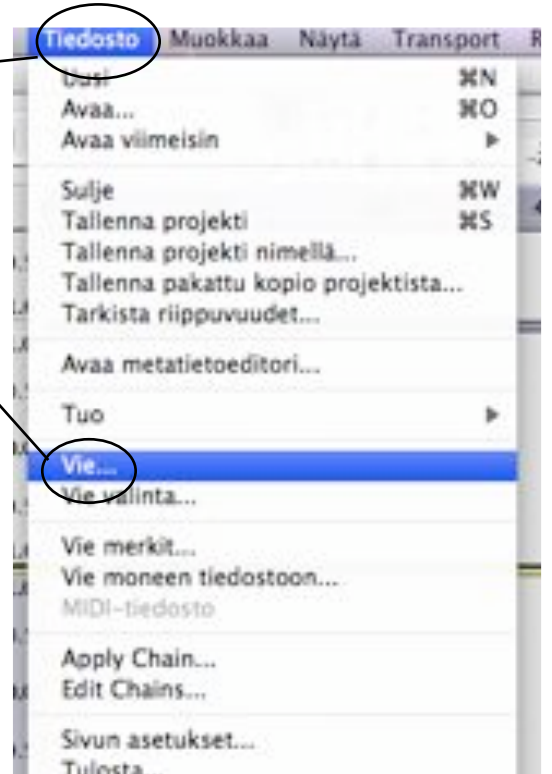 Tiedosto Muokkaa Näytä Transport
Uusi ⌘N
Avaa... ⌘O
Avaa viimeisin
Sulje ⌘W
Tallenna projekti ⌘S
Tallenna projekti nimellä...
Tallenna pakattu kopio projektista...
Tarkista riippuvuudet...
Avaa metatietoeditori...
Tuo
Vie...
Vie valinta...
Vie merkit...
Vie moneen tiedostoon...
MIDI-tiedosto
Apply Chain...
Edit Chains...
Sivun asetukset...
Tulosta...